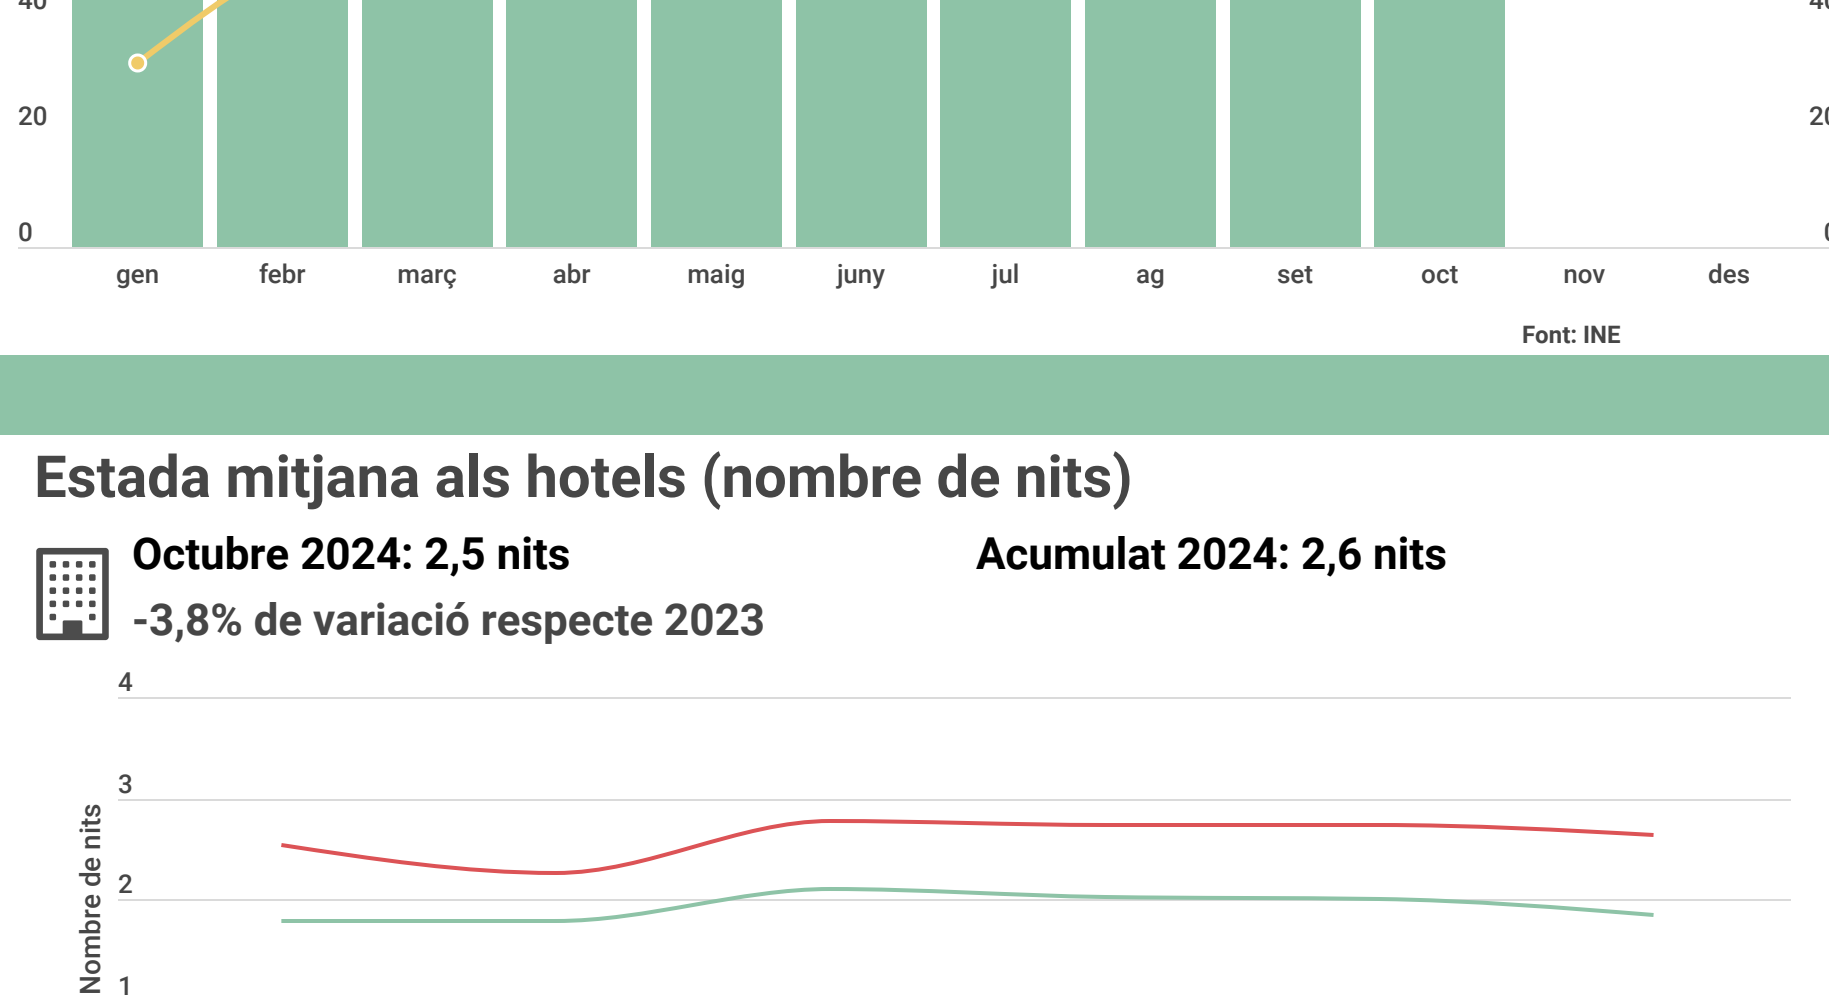 40
20
20
0
gen febr març abr maig juny jul ag set oct nov des
Font: INE
Estada mitjana als hotels (nombre de nits)
Octubre 2024: 2,5 nits
Acumulat 2024: 2,6 nits
-3,8% de variació respecte 2023
4
3
2
1
Nombre de nits